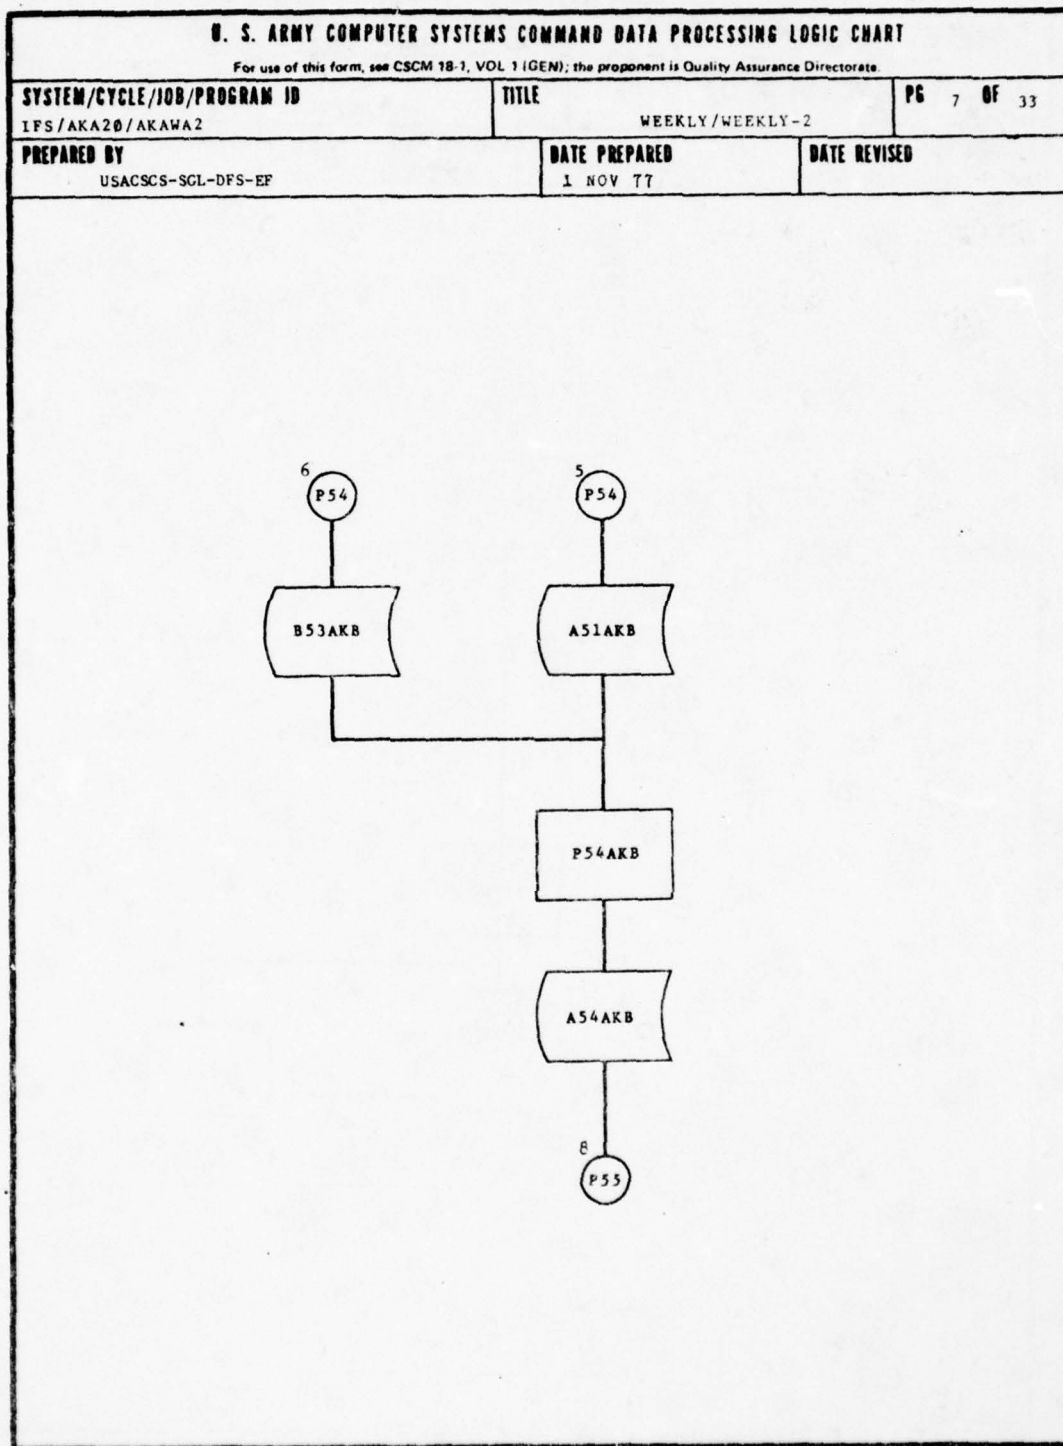 U. S. ARMY COMPUTER SYSTEMS COMMAND DATA PROCESSING LOGIC CHART
For use of this form, see CSCM 18-1, VOL 1 (GEN); the proponent is Quality Assurance Directorate.
SYSTEM/CYCLE/JOB/PROGRAM ID
IFS/AKA20/AKAWA2
TITLE
WEEKLY/WEEKLY-2
PG 7 OF 33
PREPARED BY
USACSCS-SGL-DFS-EF
DATE PREPARED
1 NOV 77
DATE REVISED
6
P54
5
P54
B53AKB
A51AKB
P54AKB
A54AKB
8
P55